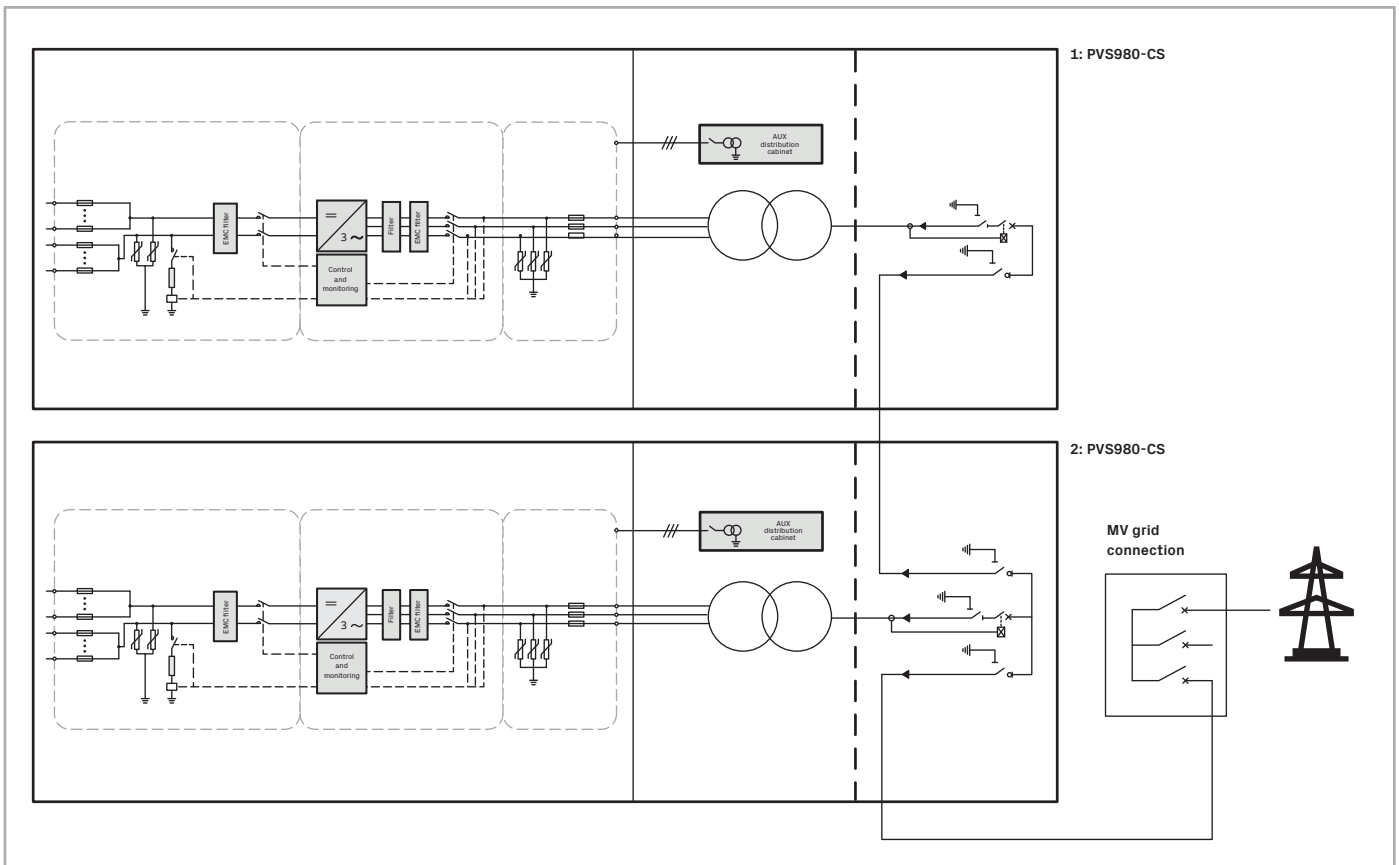 1: PVS980-CS
AUX
distribution
cabinet
EMC filter
3
Filter
EMC filter
Control
and
monitoring
2: PVS980-CS
AUX
distribution
cabinet
EMC filter
3
Filter
EMC filter
Control
and
monitoring
MV grid
connection